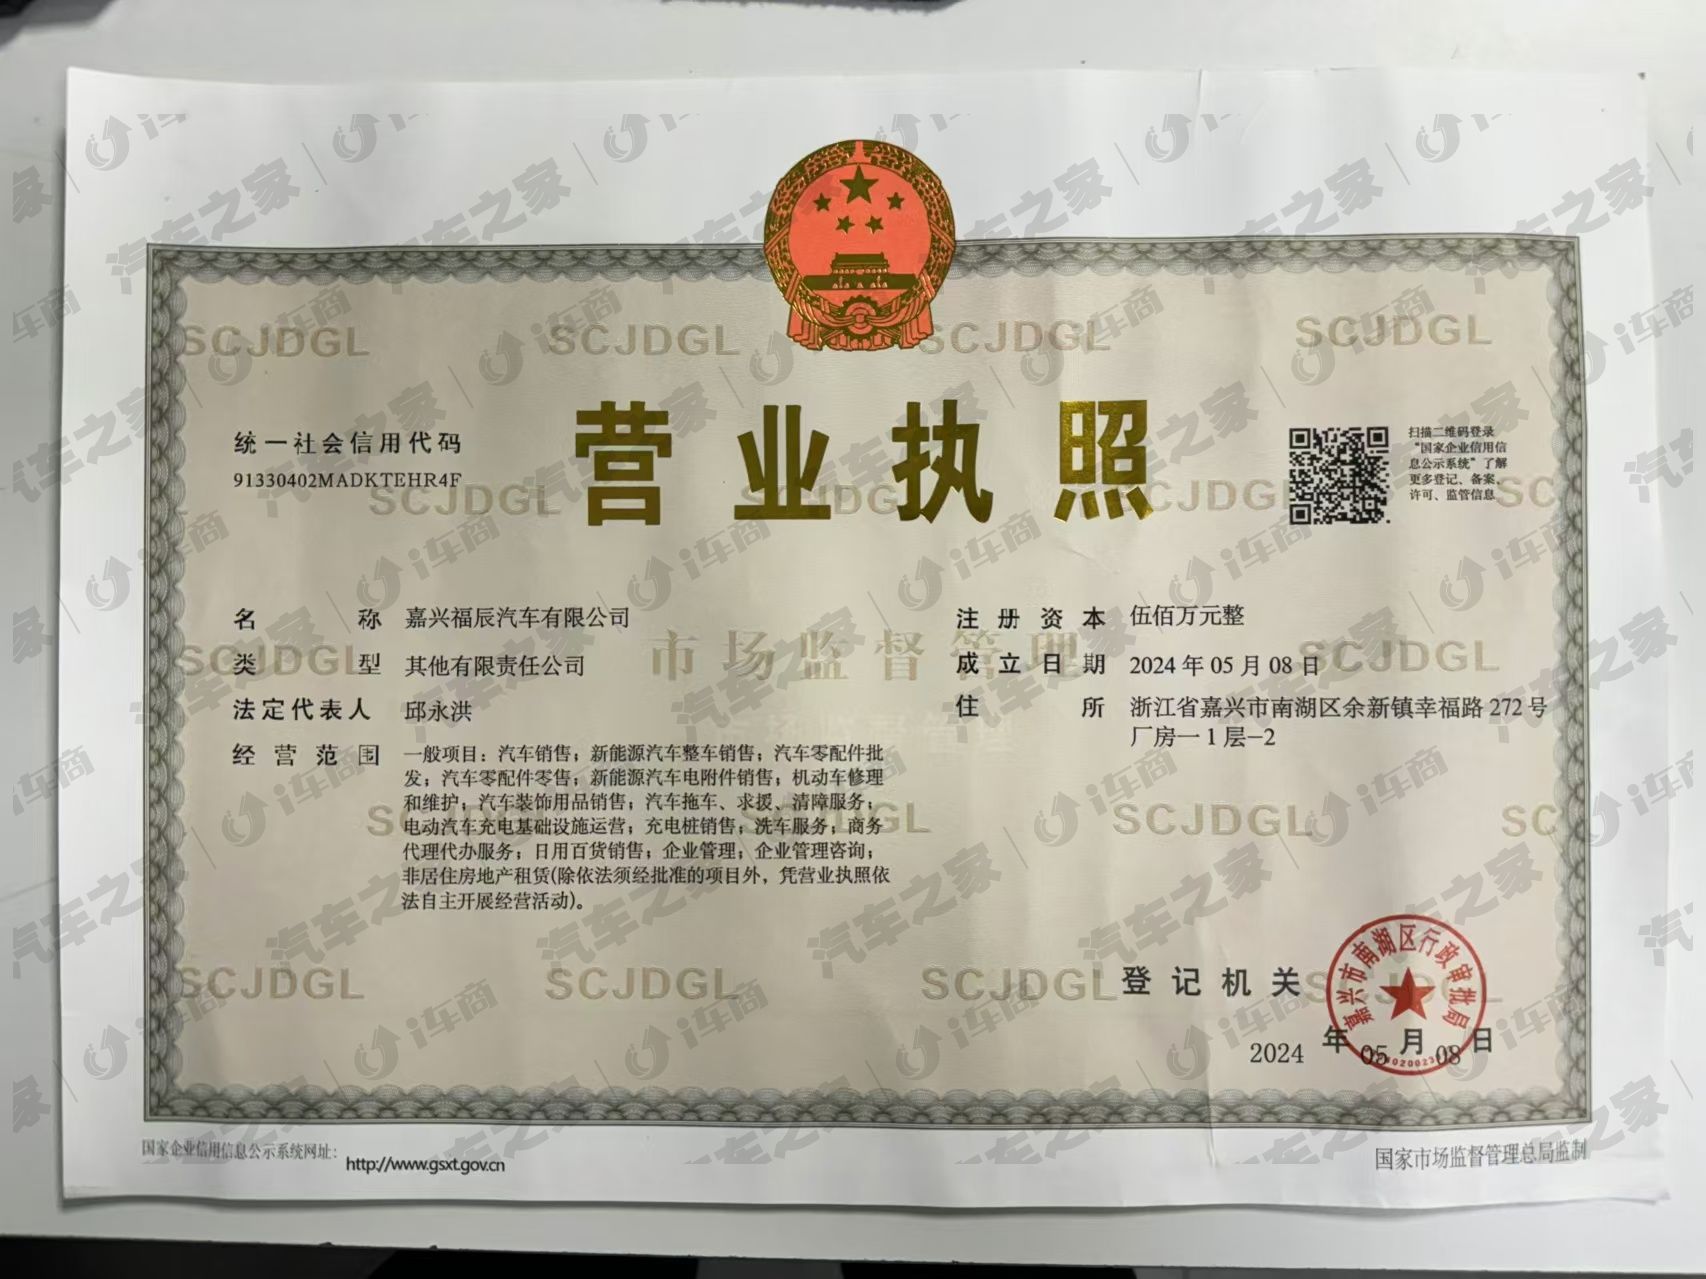 营业执照
统一社会信用代码
91330402MADKTEHR4F
扫描二维码登录
“国家企业信用信
息公示系统”了解
更多登记、备案、
许可、监管信息
名称 嘉兴福辰汽车有限公司
类型 其他有限责任公司
法定代表人 邱永洪
经营范围 一般项目：汽车销售；新能源汽车整车销售；汽车零配件批
发；汽车零配件零售；新能源汽车电附件销售；机动车修理
和维护；汽车装饰用品销售；汽车拖车、求援、清障服务；
电动汽车充电基础设施运营；充电桩销售；洗车服务；商务
代理代办服务；日用百货销售；企业管理；企业管理咨询；
非居住房地产租赁(除依法须经批准的项目外，凭营业执照依
法自主开展经营活动)。
注册资本 伍佰万元整
成立日期 2024年05月08日
住所 浙江省嘉兴市南湖区余新镇幸福路272号
厂房一1层-2
登记机关
嘉兴市南湖区行政审批局
2024年05月08日
国家企业信用信息公示系统网址：http://www.gsxt.gov.cn
国家市场监督管理总局监制
SCJDGL
市场监督管理
汽车之家
i车商